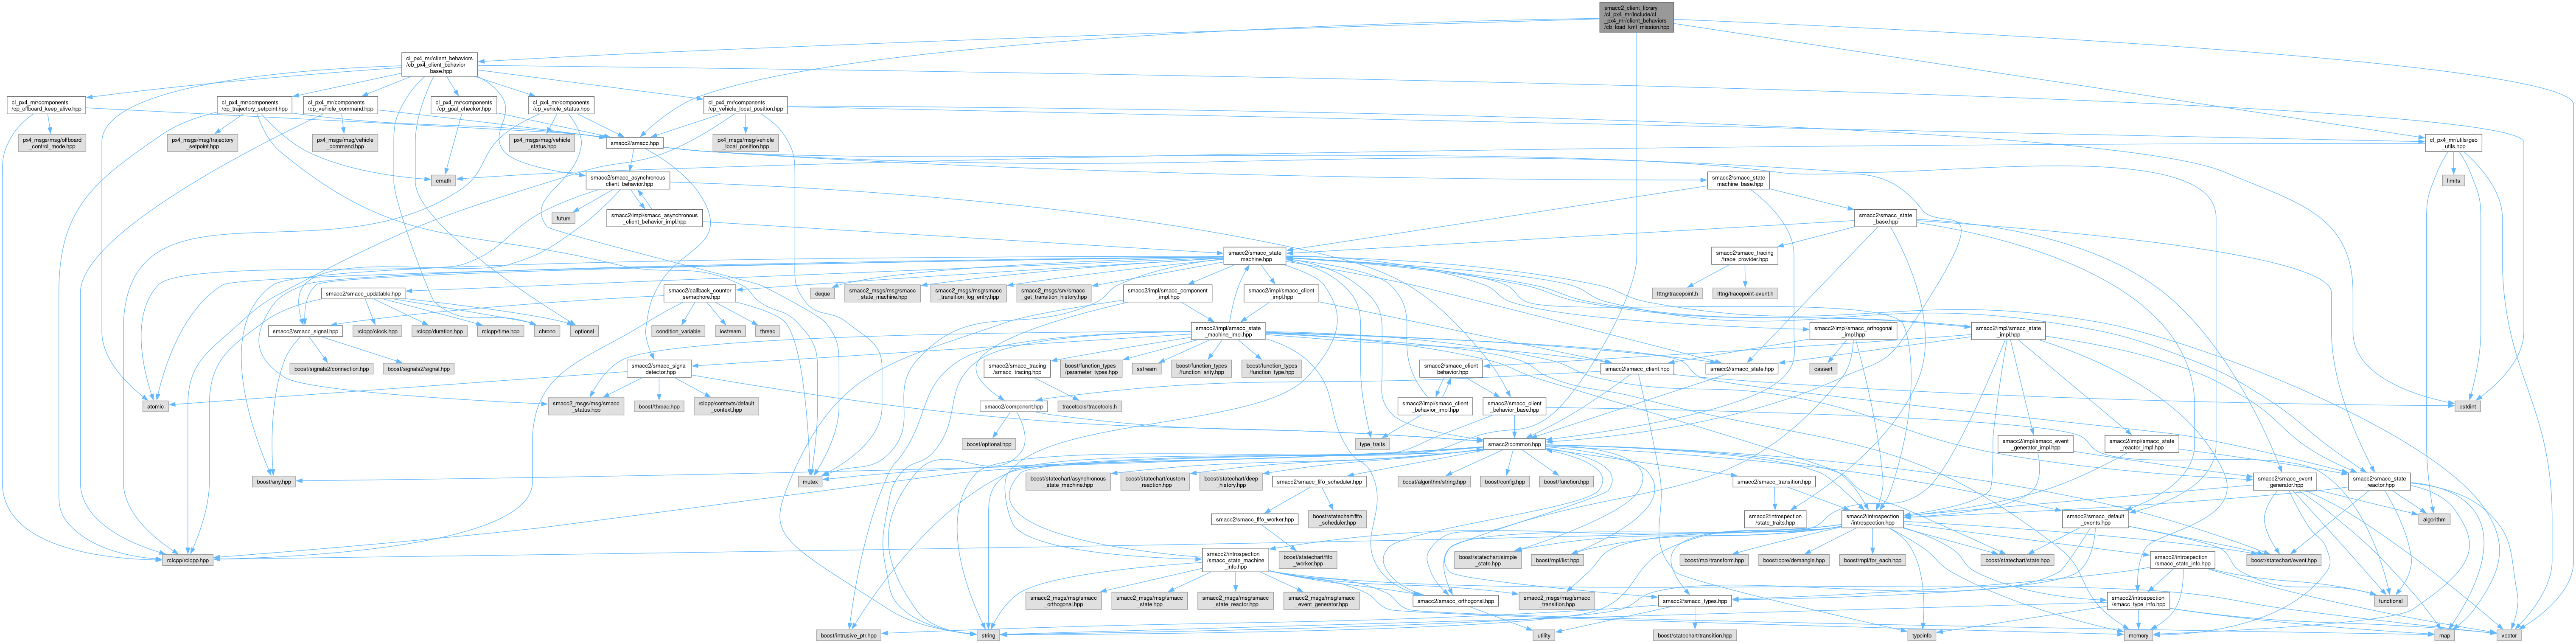 smacc2_client_library
/cl_px4_mr/include/cl
_px4_mr/client_behaviors
/cb_load_kml_mission.hpp
cl_px4_mr/client_behaviors
/cb_px4_client_behavior
_base.hpp
cl_px4_mr/components
/cp_offboard_keep_alive.hpp
cl_px4_mr/components
/cp_trajectory_setpoint.hpp
cl_px4_mr/components
/cp_vehicle_command.hpp
cl_px4_mr/components
/cp_goal_checker.hpp
cl_px4_mr/components
/cp_vehicle_status.hpp
cl_px4_mr/components
/cp_vehicle_local_position.hpp
px4_msgs/msg/offboard
_control_mode.hpp
px4_msgs/msg/trajectory
_setpoint.hpp
px4_msgs/msg/vehicle
_command.hpp
px4_msgs/msg/vehicle
_status.hpp
smacc2/smacc.hpp
px4_msgs/msg/vehicle
_local_position.hpp
cl_px4_mr/utils/geo
_utils.hpp
cmath
smacc2/smacc_asynchronous
_client_behavior.hpp
smacc2/smacc_state
_machine_base.hpp
limits
future
smacc2/impl/smacc_asynchronous
_client_behavior_impl.hpp
smacc2/smacc_state
_base.hpp
smacc2/smacc_state
_machine.hpp
smacc2/smacc_tracing
/trace_provider.hpp
smacc2/smacc_updatable.hpp
smacc2/callback_counter
_semaphore.hpp
deque
smacc2_msgs/msg/smacc
_state_machine.hpp
smacc2_msgs/msg/smacc
_transition_log_entry.hpp
smacc2_msgs/srv/smacc
_get_transition_history.hpp
smacc2/impl/smacc_component
_impl.hpp
smacc2/impl/smacc_client
_impl.hpp
lttng/tracepoint.h
lttng/tracepoint-event.h
smacc2/smacc_signal.hpp
rclcpp/clock.hpp
rclcpp/duration.hpp
rclcpp/time.hpp
chrono
optional
condition_variable
iostream
thread
smacc2/impl/smacc_state
_machine_impl.hpp
smacc2/impl/smacc_orthogonal
_impl.hpp
smacc2/impl/smacc_state
_impl.hpp
boost/signals2/connection.hpp
boost/signals2/signal.hpp
smacc2/smacc_signal
_detector.hpp
smacc2/smacc_tracing
/smacc_tracing.hpp
boost/function_types
/parameter_types.hpp
sstream
boost/function_types
/function_arity.hpp
boost/function_types
/function_type.hpp
smacc2/smacc_client
_behavior.hpp
smacc2/smacc_client.hpp
smacc2/smacc_state.hpp
cassert
atomic
smacc2_msgs/msg/smacc
_status.hpp
boost/thread.hpp
rclcpp/contexts/default
_context.hpp
smacc2/component.hpp
tracetools/tracetools.h
smacc2/impl/smacc_client
_behavior_impl.hpp
smacc2/smacc_client
_behavior_base.hpp
cstdint
boost/optional.hpp
type_traits
smacc2/common.hpp
smacc2/impl/smacc_event
_generator_impl.hpp
smacc2/impl/smacc_state
_reactor_impl.hpp
boost/any.hpp
mutex
boost/statechart/asynchronous
_state_machine.hpp
boost/statechart/custom
_reaction.hpp
boost/statechart/deep
_history.hpp
smacc2/smacc_fifo_scheduler.hpp
boost/algorithm/string.hpp
boost/config.hpp
boost/function.hpp
smacc2/smacc_transition.hpp
smacc2/smacc_event
_generator.hpp
smacc2/smacc_state
_reactor.hpp
smacc2/smacc_fifo_worker.hpp
boost/statechart/fifo
_scheduler.hpp
smacc2/introspection
/state_traits.hpp
smacc2/introspection
/introspection.hpp
smacc2/smacc_default
_events.hpp
algorithm
rclcpp/rclcpp.hpp
smacc2/introspection
/smacc_state_machine
_info.hpp
boost/statechart/fifo
_worker.hpp
boost/statechart/simple
_state.hpp
boost/mpl/list.hpp
boost/mpl/transform.hpp
boost/core/demangle.hpp
boost/mpl/for_each.hpp
boost/statechart/state.hpp
smacc2/introspection
/smacc_state_info.hpp
boost/statechart/event.hpp
smacc2_msgs/msg/smacc
_orthogonal.hpp
smacc2_msgs/msg/smacc
_state.hpp
smacc2_msgs/msg/smacc
_state_reactor.hpp
smacc2_msgs/msg/smacc
_event_generator.hpp
smacc2/smacc_orthogonal.hpp
smacc2_msgs/msg/smacc
_transition.hpp
smacc2/smacc_types.hpp
smacc2/introspection
/smacc_type_info.hpp
functional
boost/intrusive_ptr.hpp
string
utility
boost/statechart/transition.hpp
typeinfo
memory
map
vector